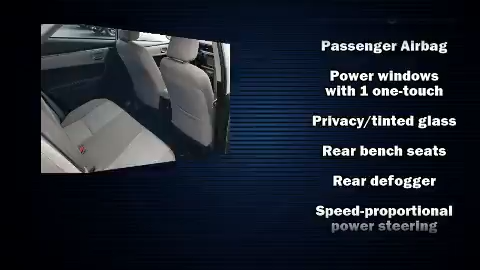 Passenger Airbag
Power windows
with 1 one-touch
Privacy/tinted glass
Rear bench seats
Rear defogger
Speed-proportional
power steering